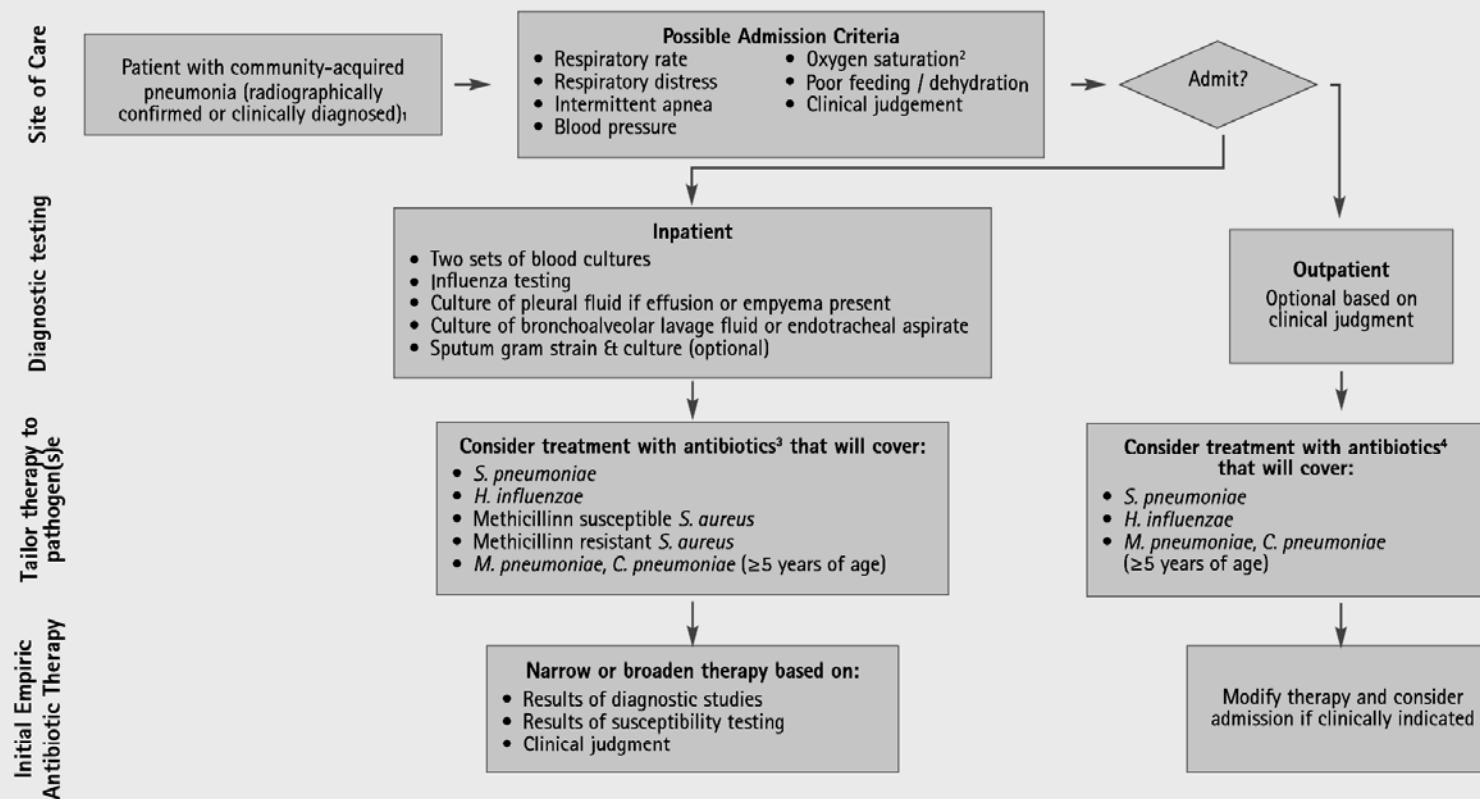 Site of Care
Patient with community-acquired
pneumonia (radiographically
confirmed or clinically diagnosed)₁
Possible Admission Criteria
• Respiratory rate
• Respiratory distress
• Intermittent apnea
• Blood pressure
• Oxygen saturation²
• Poor feeding / dehydration
• Clinical judgement
Admit?
Diagnostic testing
Inpatient
• Two sets of blood cultures
• Influenza testing
• Culture of pleural fluid if effusion or empyema present
• Culture of bronchoalveolar lavage fluid or endotracheal aspirate
• Sputum gram strain & culture (optional)
Outpatient
Optional based on
clinical judgment
Tailor therapy to
pathogen(s)e
Consider treatment with antibiotics³ that will cover:
• S. pneumoniae
• H. influenzae
• Methicillinn susceptible S. aureus
• Methicillinn resistant S. aureus
• M. pneumoniae, C. pneumoniae (≥5 years of age)
Consider treatment with antibiotics⁴
that will cover:
• S. pneumoniae
• H. influenzae
• M. pneumoniae, C. pneumoniae
(≥5 years of age)
Initial Empiric
Antibiotic Therapy
Narrow or broaden therapy based on:
• Results of diagnostic studies
• Results of susceptibility testing
• Clinical judgment
Modify therapy and consider
admission if clinically indicated